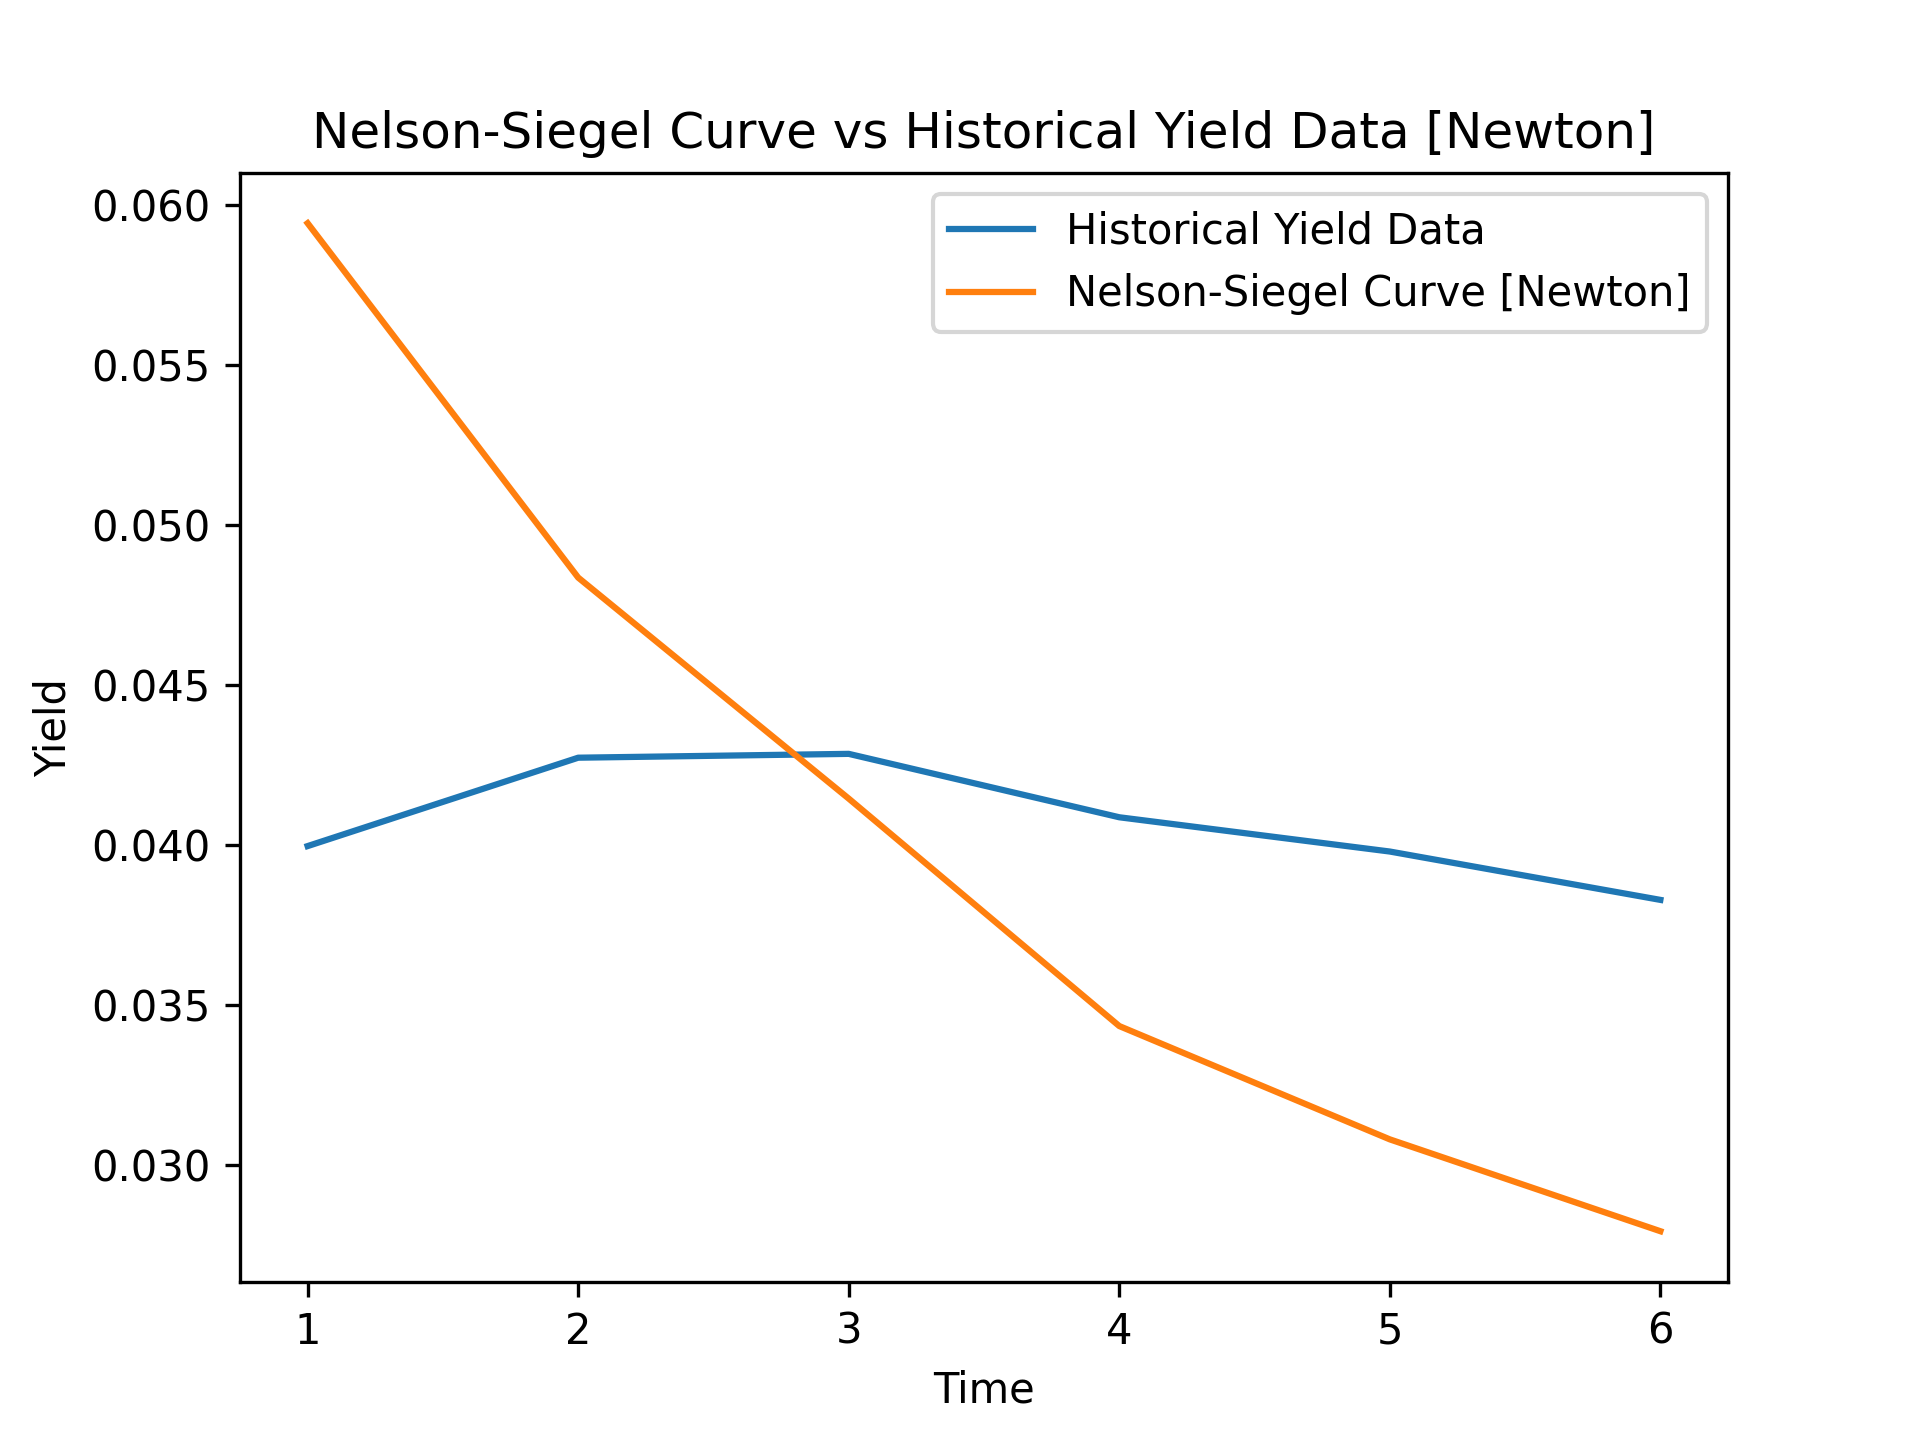 Nelson-Siegel Curve vs Historical Yield Data [Newton]
Historical Yield Data
Nelson-Siegel Curve [Newton]
0.060
0.055
0.050
0.045
0.040
0.035
0.030
Yield
1 2 3 4 5 6
Time